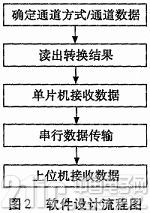 确定通道方式/通道数据
读出转换结果
单片机接收数据
串行数据传输
上位机接收数据
图2 软件设计流程图